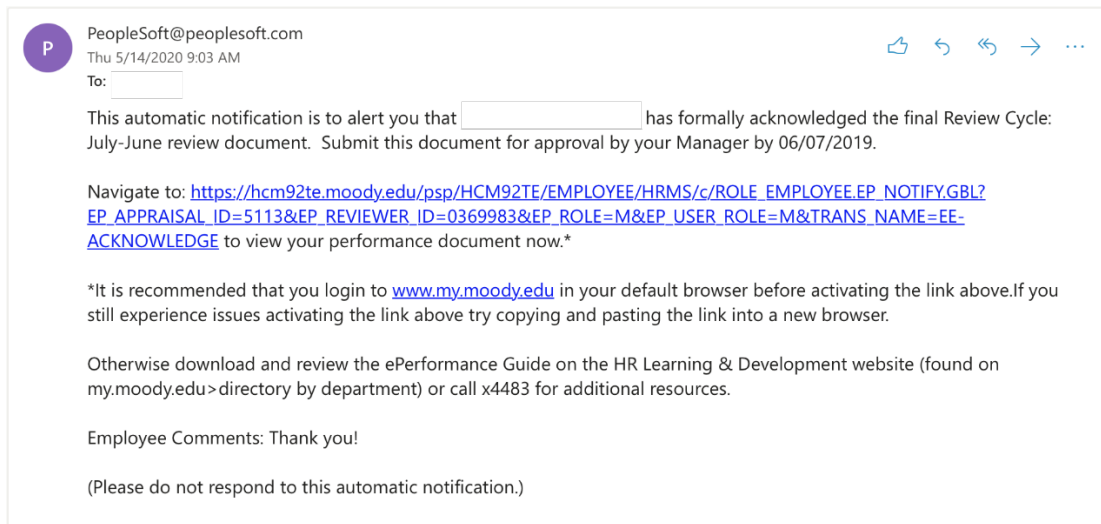 P
PeopleSoft@peoplesoft.com
Thu 5/14/2020 9:03 AM
To:
This automatic notification is to alert you that has formally acknowledged the final Review Cycle:
July-June review document.  Submit this document for approval by your Manager by 06/07/2019.
Navigate to: https://hcm92te.moody.edu/psp/HCM92TE/EMPLOYEE/HRMS/c/ROLE_EMPLOYEE.EP_NOTIFY.GBL?
EP_APPRAISAL_ID=5113&EP_REVIEWER_ID=0369983&EP_ROLE=M&EP_USER_ROLE=M&TRANS_NAME=EE-
ACKNOWLEDGE to view your performance document now.*
*It is recommended that you login to www.my.moody.edu in your default browser before activating the link above.If you
still experience issues activating the link above try copying and pasting the link into a new browser.
Otherwise download and review the ePerformance Guide on the HR Learning & Development website (found on
my.moody.edu>directory by department) or call x4483 for additional resources.
Employee Comments: Thank you!
(Please do not respond to this automatic notification.)